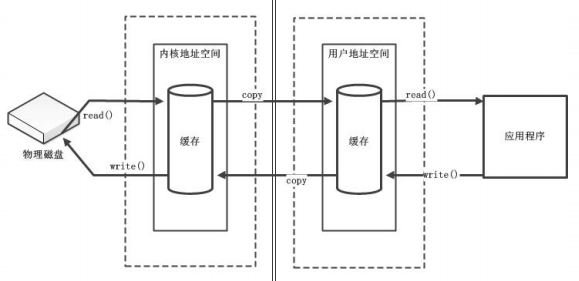 内核地址空间
用户地址空间
copy
read()
read()
缓存
缓存
应用程序
物理磁盘
write()
copy
write()